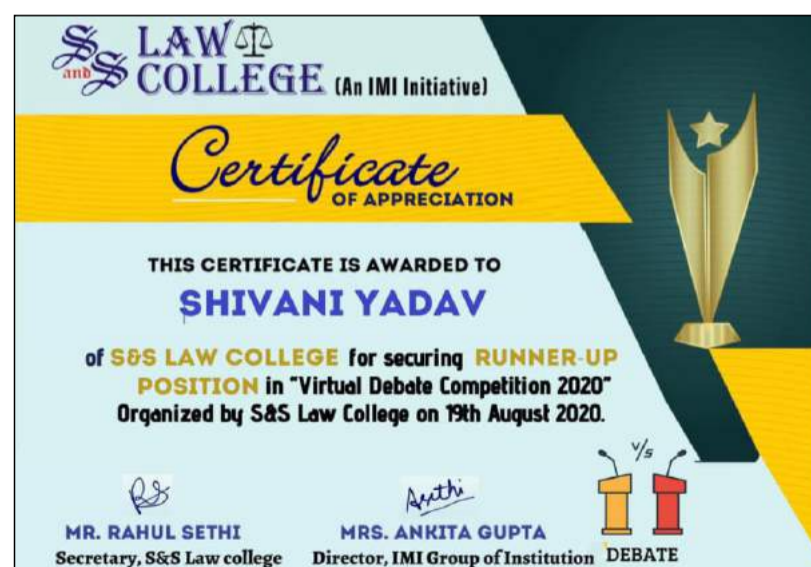 S and S LAW
COLLEGE (An IMI Initiative)
Certificate
OF APPRECIATION
THIS CERTIFICATE IS AWARDED TO
SHIVANI YADAV
of S&S LAW COLLEGE for securing RUNNER-UP
POSITION in "Virtual Debate Competition 2020"
Organized by S&S Law College on 19th August 2020.
V/S
MR. RAHUL SETHI MRS. ANKITA GUPTA
Secretary, S&S Law college Director, IMI Group of Institution DEBATE